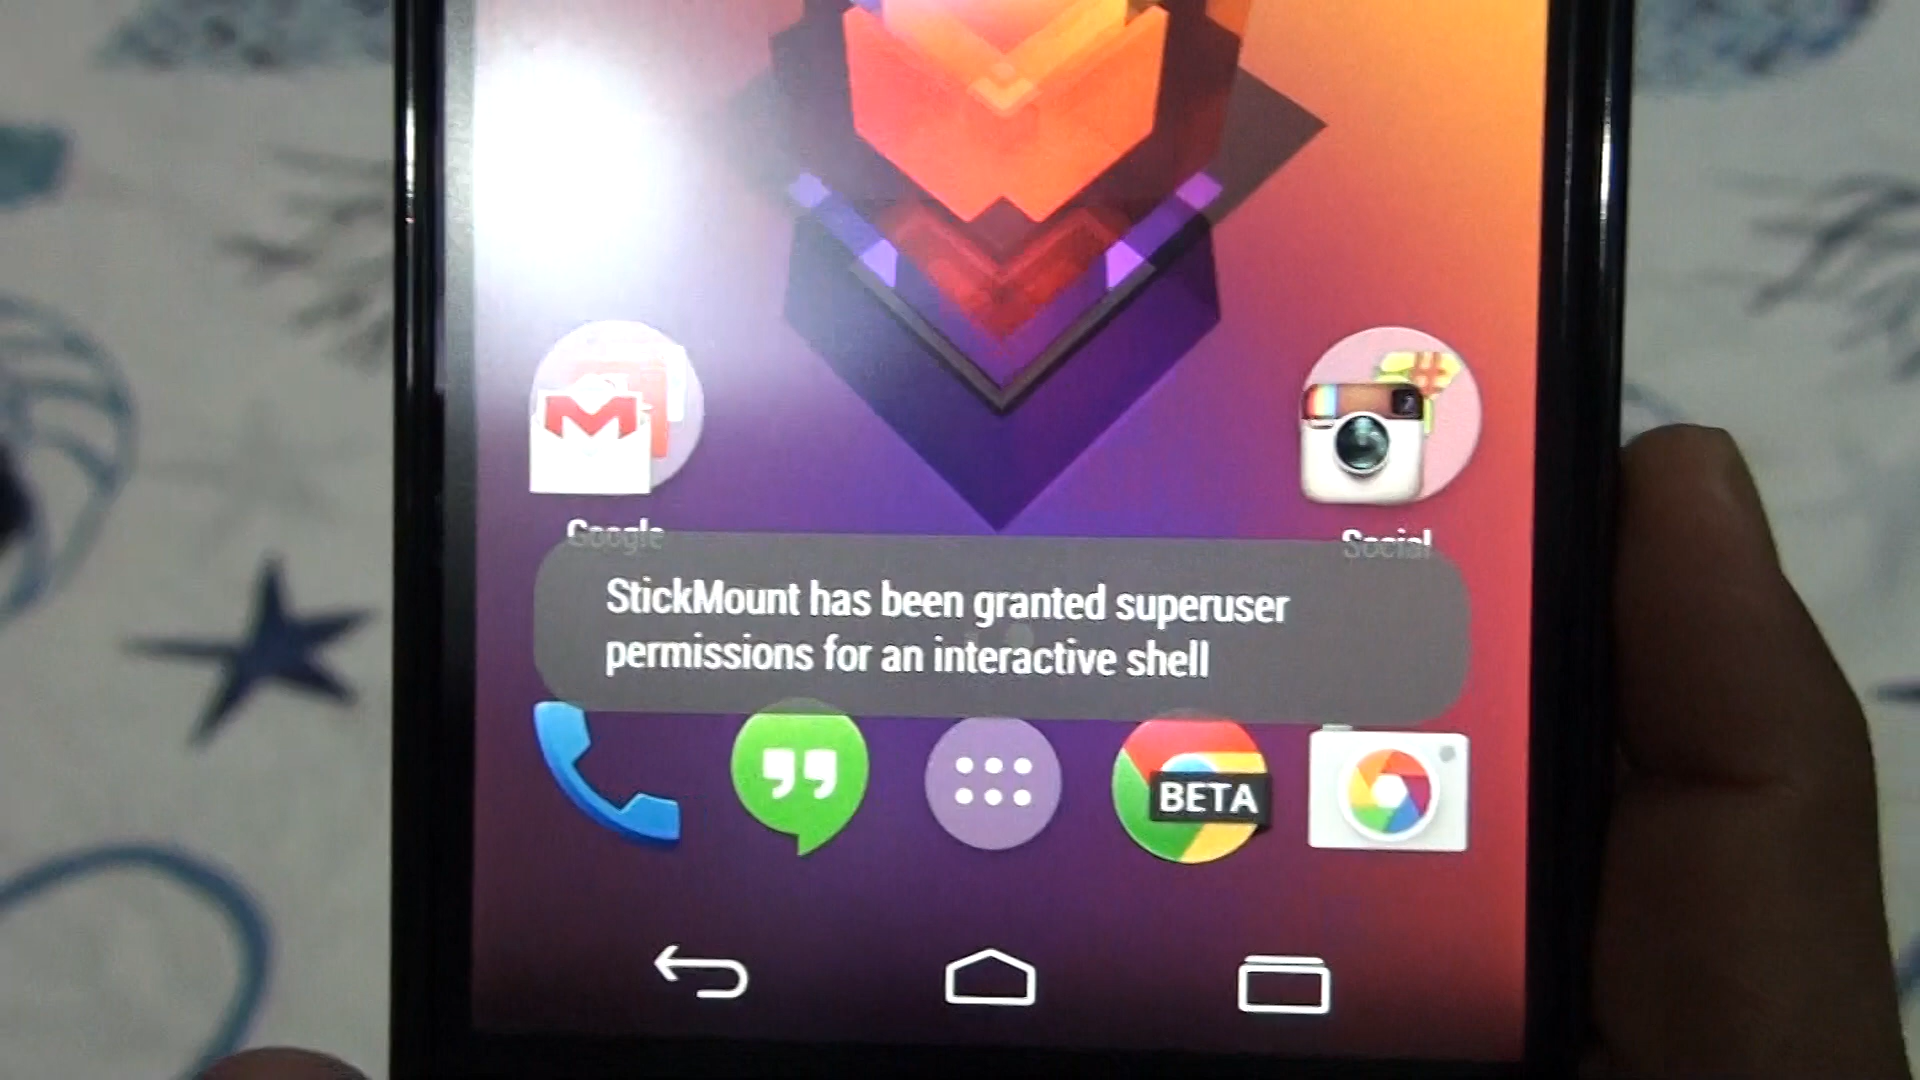 Google
Social
StickMount has been granted superuser
permissions for an interactive shell
BETA